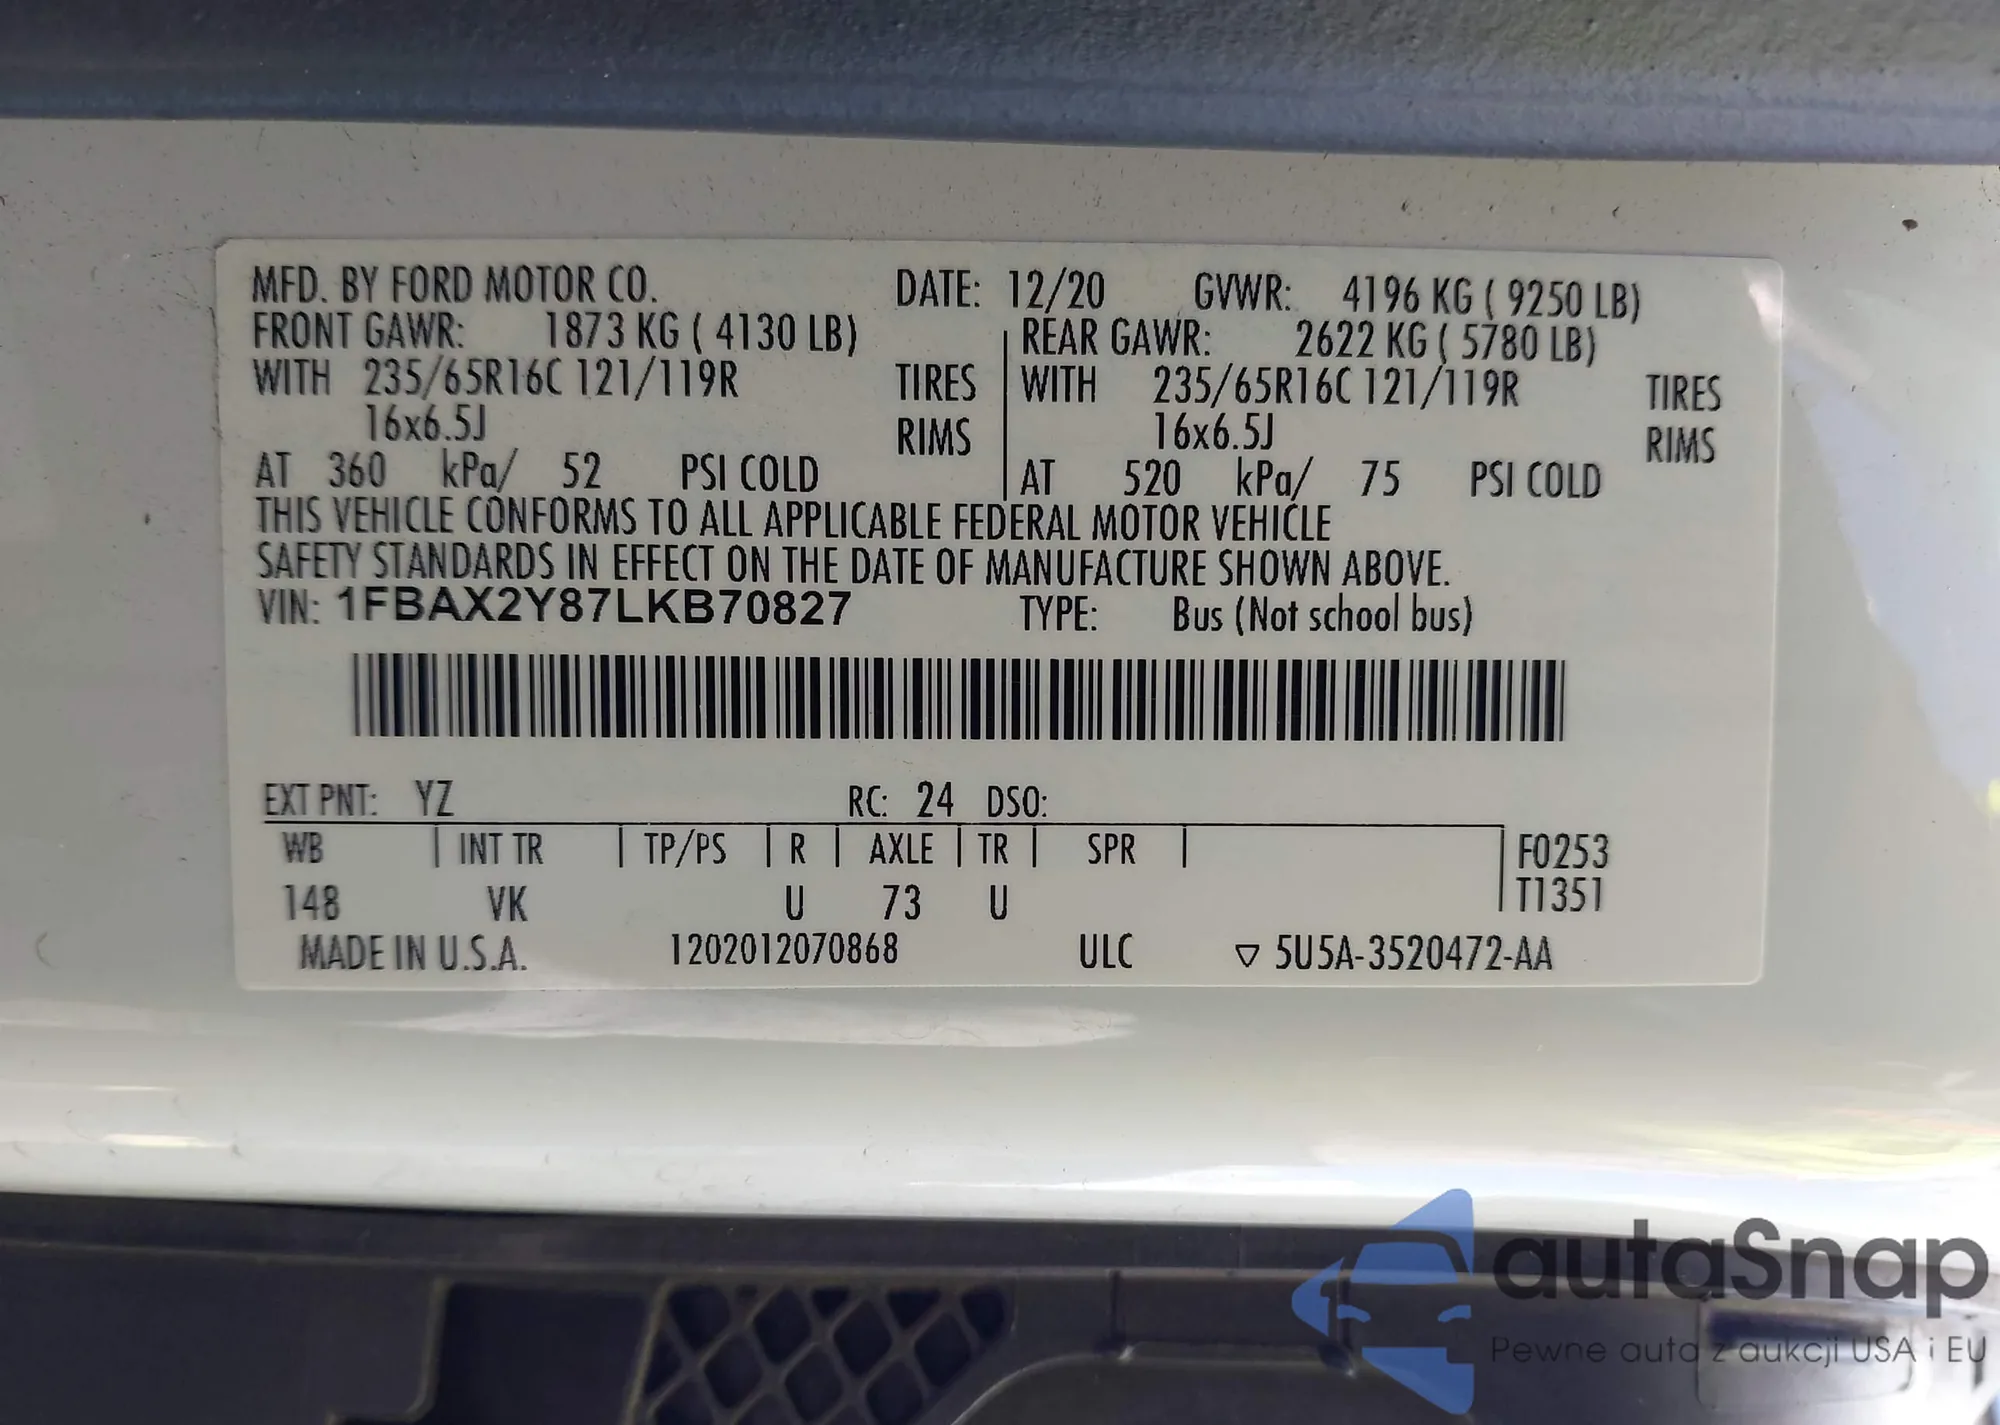 MFD. BY FORD MOTOR CO. DATE: 12/20 GVWR: 4196 KG ( 9250 LB)
FRONT GAWR: 1873 KG ( 4130 LB) REAR GAWR: 2622 KG ( 5780 LB)
WITH 235/65R16C 121/119R TIRES WITH 235/65R16C 121/119R TIRES
16x6.5J RIMS 16x6.5J RIMS
AT 360 kPa/ 52 PSI COLD AT 520 kPa/ 75 PSI COLD
THIS VEHICLE CONFORMS TO ALL APPLICABLE FEDERAL MOTOR VEHICLE
SAFETY STANDARDS IN EFFECT ON THE DATE OF MANUFACTURE SHOWN ABOVE.
VIN: 1FBAX2Y87LKB70827 TYPE: Bus (Not school bus)
EXT PNT: YZ RC: 24 DSO:
WB INT TR TP/PS R AXLE TR SPR F0253
148 VK U 73 U T1351
MADE IN U.S.A. 1202012070868 ULC ▽ 5U5A-3520472-AA
autaSnap
Pewne auta z aukcji USA i EU